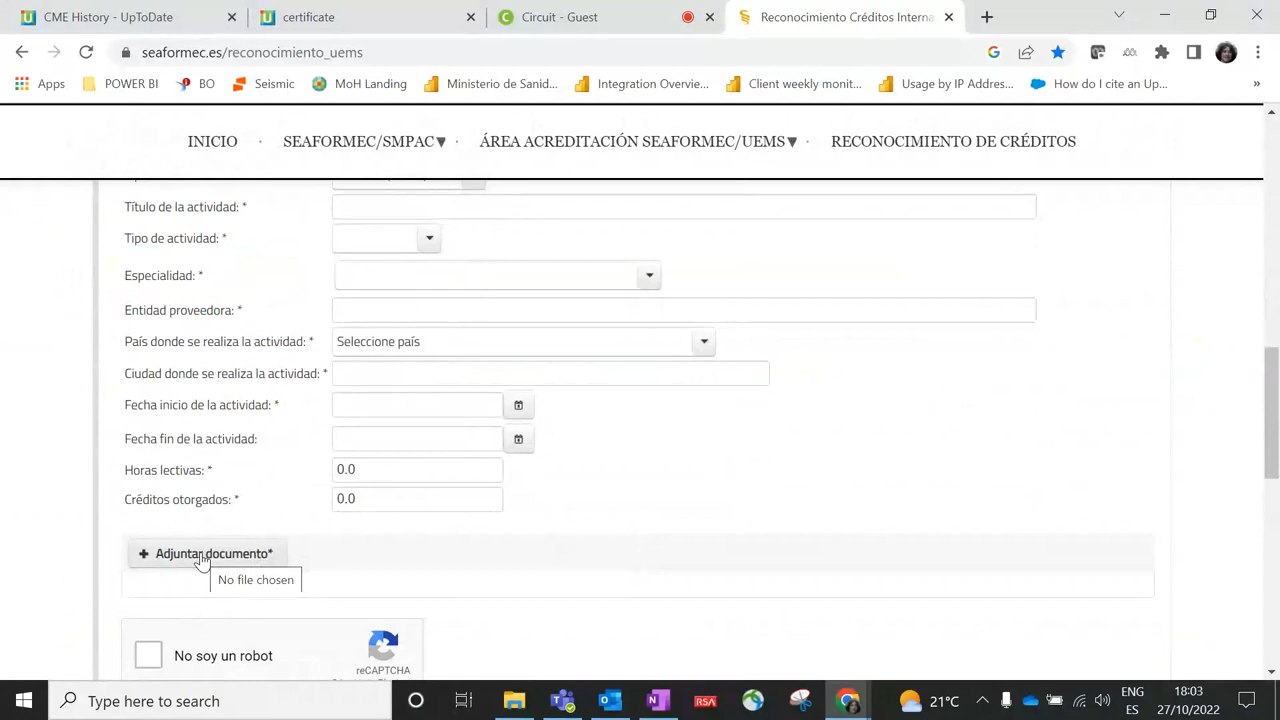 CME History - UpToDate
certificate
Circuit - Guest
Reconocimiento Créditos Interna
seaformec.es/reconocimiento_uems
Apps
POWER BI
BO
Seismic
MoH Landing
Ministerio de Sanid...
Integration Overvie...
Client weekly monit...
Usage by IP Addres...
How do I cite an Up...
»
INICIO · SEAFORMEC/SMPAC · ÁREA ACREDITACIÓN SEAFORMEC/UEMS · RECONOCIMIENTO DE CRÉDITOS
Título de la actividad: *
Tipo de actividad: *
Especialidad: *
Entidad proveedora: *
País donde se realiza la actividad: * Seleccione país
Ciudad donde se realiza la actividad: *
Fecha inicio de la actividad: *
Fecha fin de la actividad:
Horas lectivas: * 0.0
Créditos otorgados: * 0.0
Adjuntar documento*
No file chosen
No soy un robot
reCAPTCHA
Type here to search
RSA
21°C
ENG
ES
18:03
27/10/2022